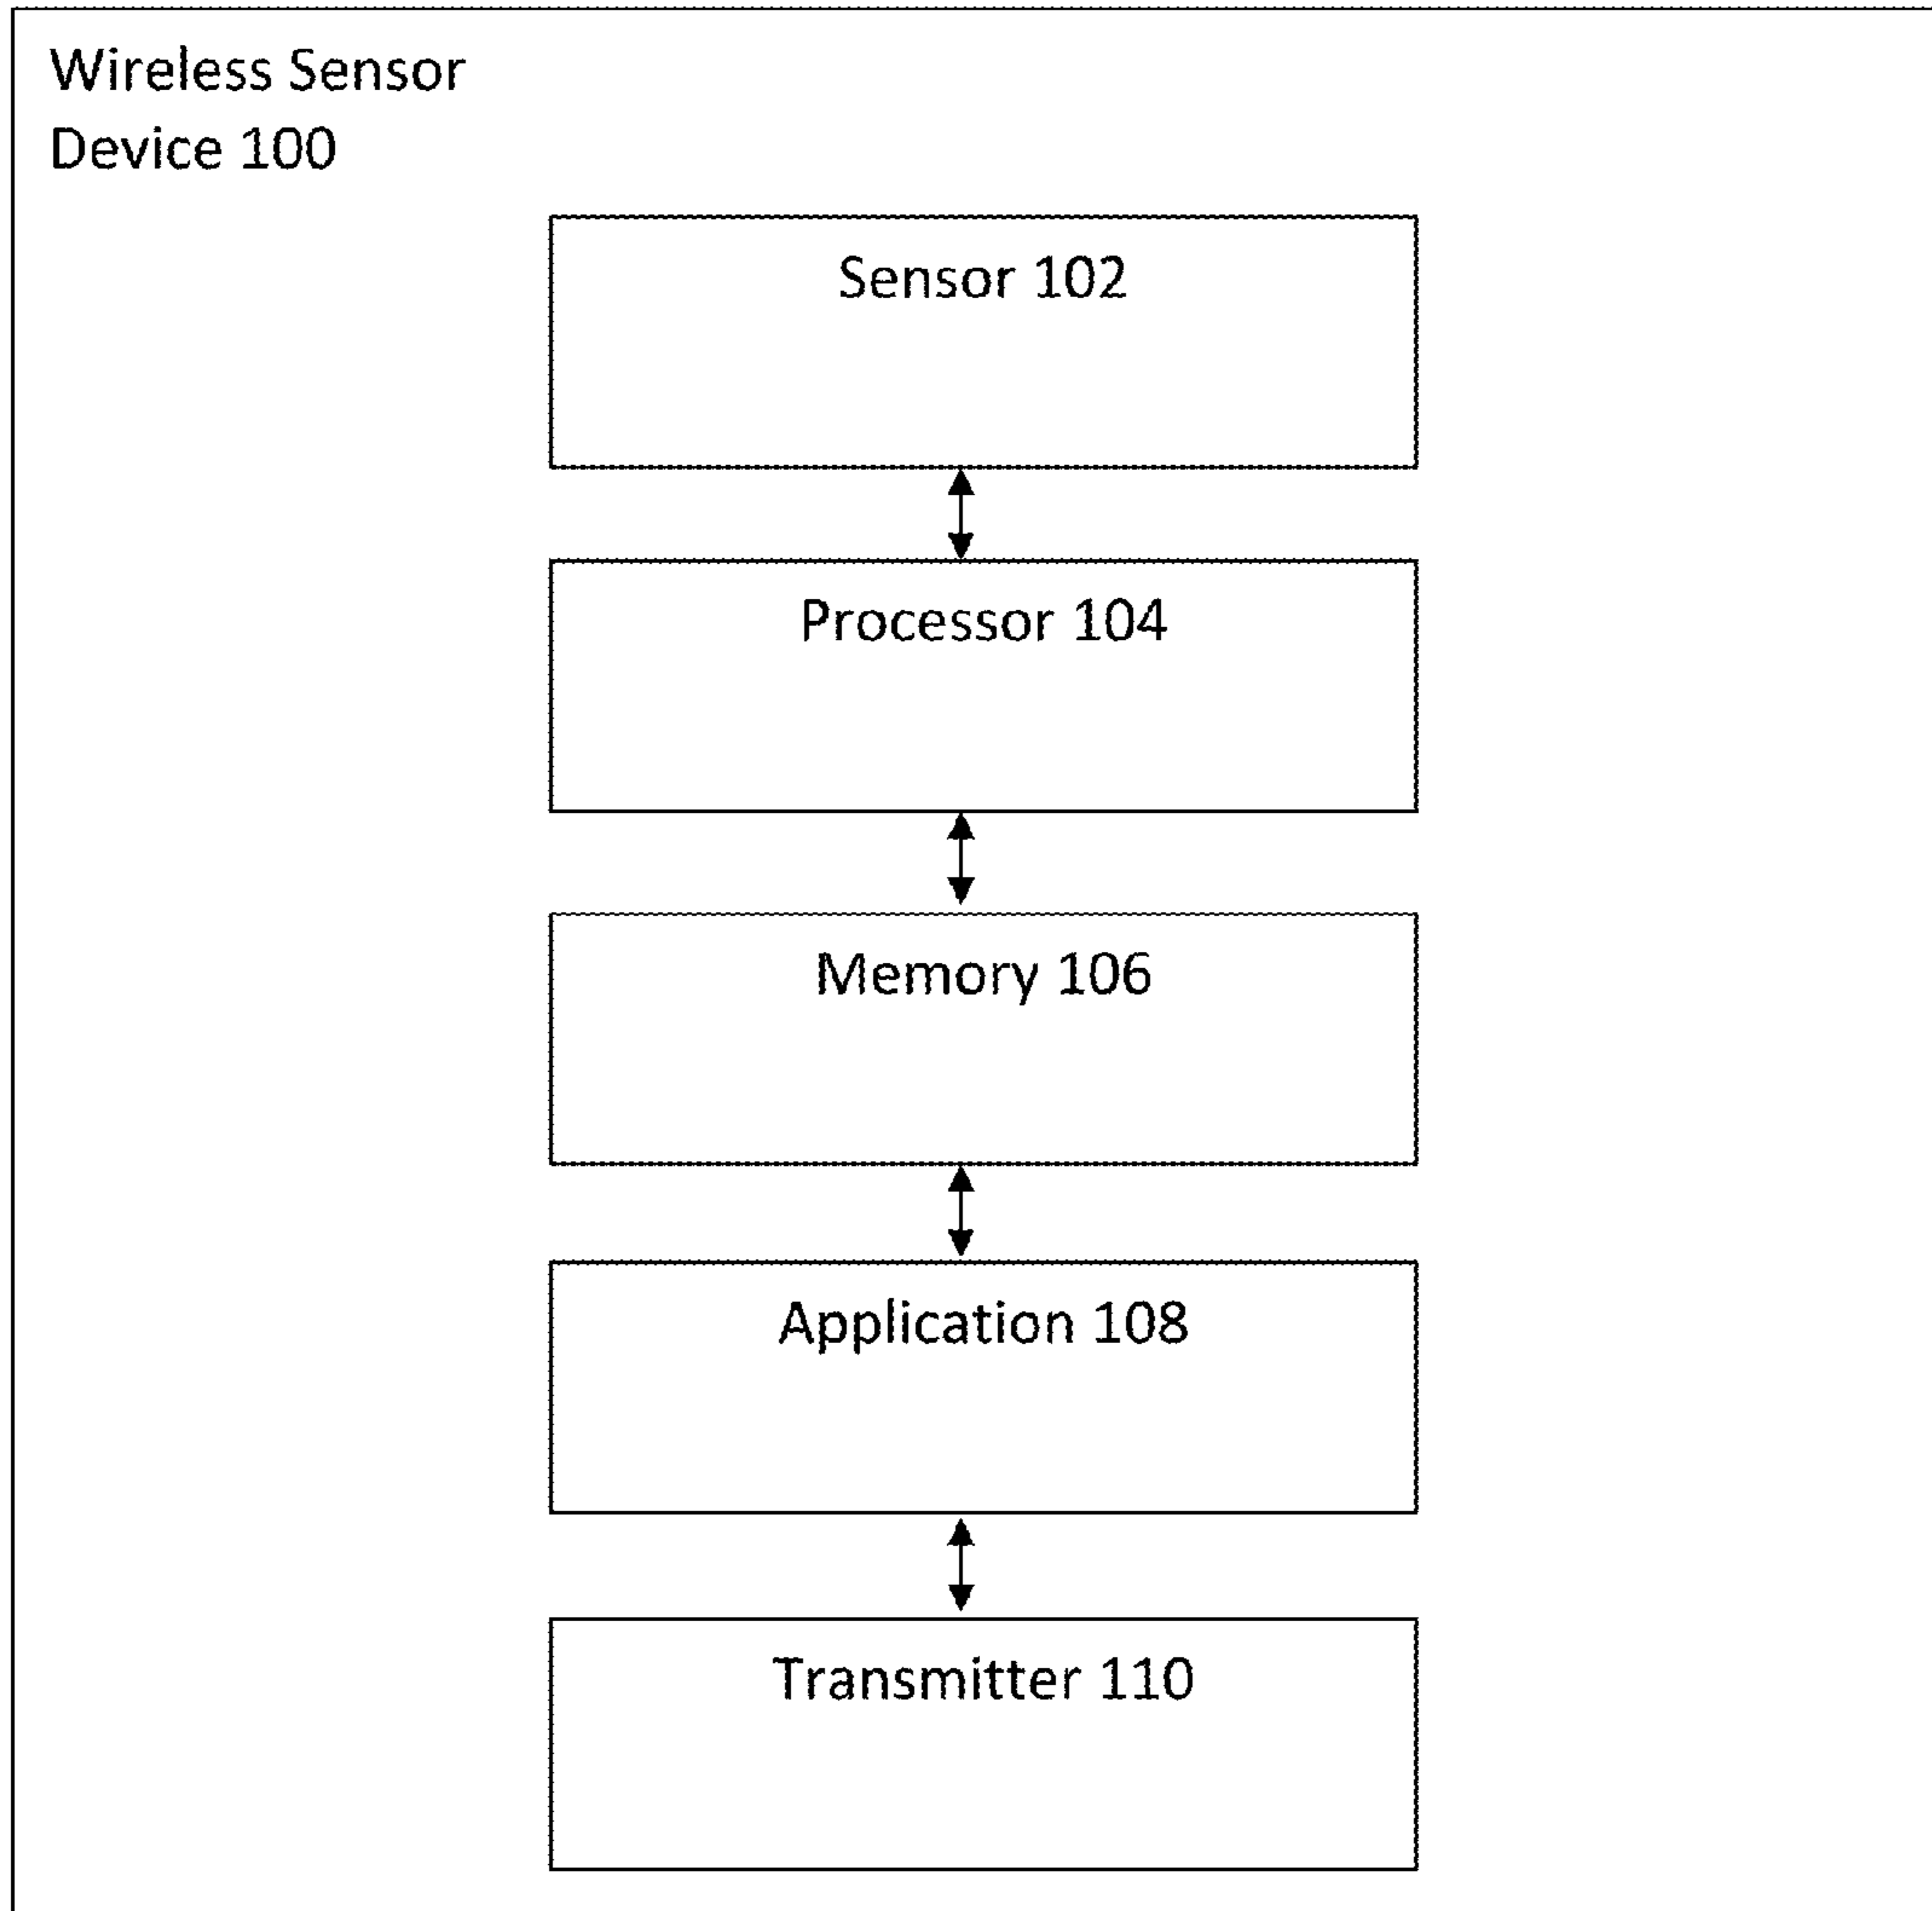 Wireless Sensor
Device 100
Sensor 102
Processor 104
Memory 106
Application 108
Transmitter 110